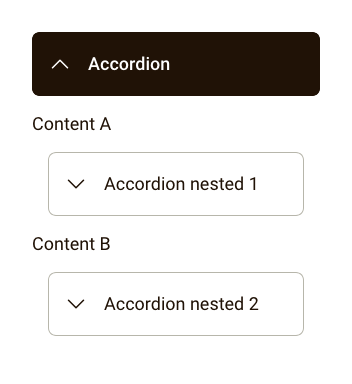 Accordion
Content A
Accordion nested 1
Content B
Accordion nested 2